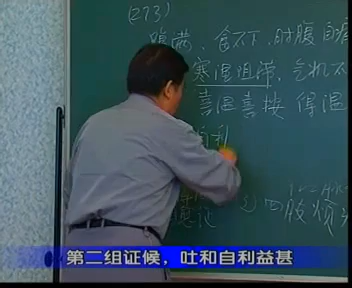 (273)
腹满、食不下、时腹自痛
寒湿阻滞、气机不
喜温喜按 得温
自利
证 ① 四肢烦
第二组证候，吐和自利益甚